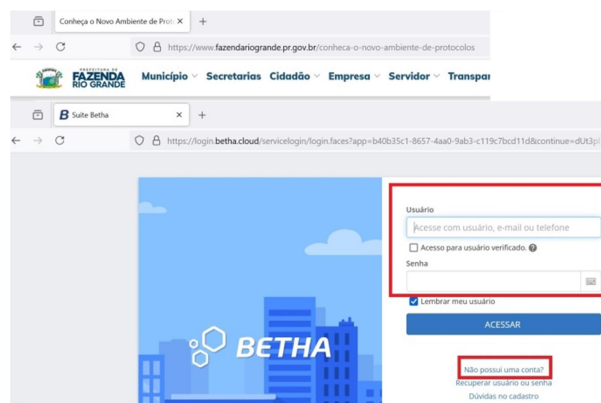 Conheça o Novo Ambiente de Prot
https://www.fazendariogrande.pr.gov.br/conheca-o-novo-ambiente-de-protocolos
PREFEITURA DE
FAZENDA
RIO GRANDE
Município Secretarias Cidadão Empresa Servidor Transpar
B Suite Betha
https://login.betha.cloud/servicelogin/login.faces?app=b40b35c1-8657-4aa0-9ab3-c119c7bcd11d&continue=dUt3p
Usuário
Acesse com usuário, e-mail ou telefone
Acesso para usuário verificado. ?
Senha
Lembrar meu usuário
ACESSAR
BETHA
Não possui uma conta?
Recuperar usuário ou senha
Dúvidas no cadastro